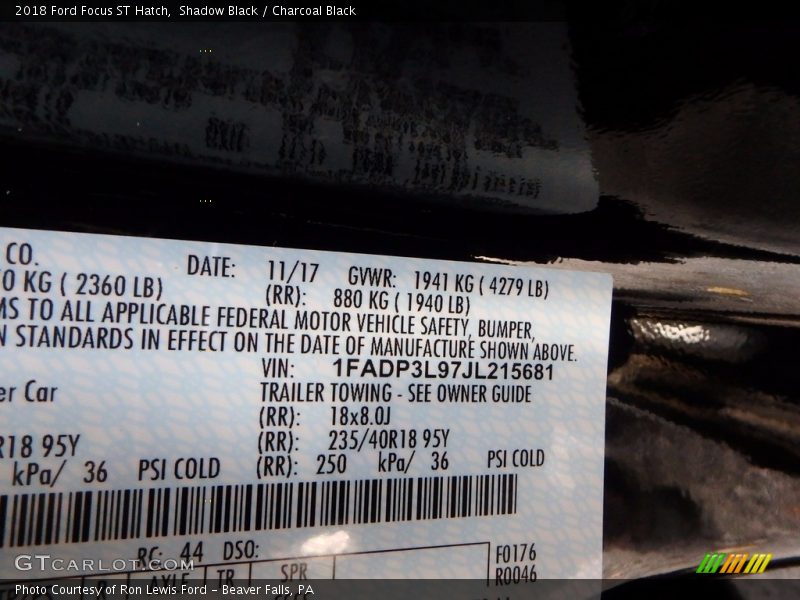 2018 Ford Focus ST Hatch,  Shadow Black / Charcoal Black
CO.
DATE: 11/17 GVWR: 1941 KG ( 4279 LB)
0 KG ( 2360 LB) (RR): 880 KG ( 1940 LB)
MS TO ALL APPLICABLE FEDERAL MOTOR VEHICLE SAFETY, BUMPER,
N STANDARDS IN EFFECT ON THE DATE OF MANUFACTURE SHOWN ABOVE.
VIN: 1FADP3L97JL215681
er Car TRAILER TOWING - SEE OWNER GUIDE
(RR): 18x8.0J
R18 95Y (RR): 235/40R18 95Y
kPa/ 36 PSI COLD (RR): 250 kPa/ 36 PSI COLD
RC: 44 DSO:
F0176
AXLE TR SPR R0046
GTcarlot.com
Photo Courtesy of Ron Lewis Ford – Beaver Falls, PA